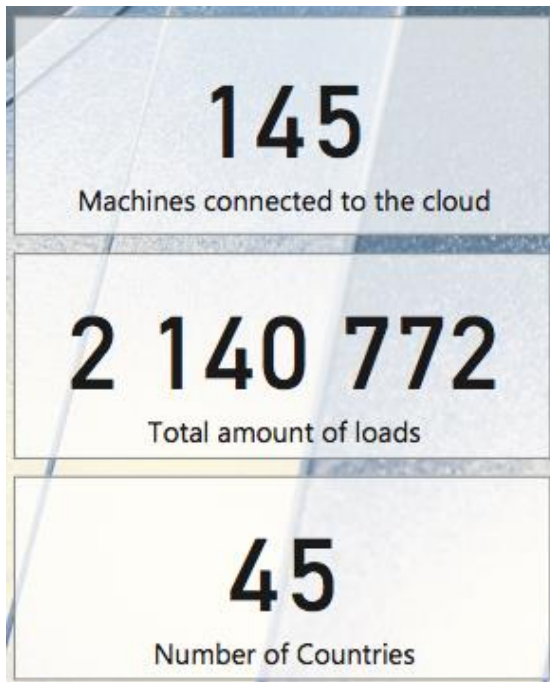 145
Machines connected to the cloud
2 140 772
Total amount of loads
45
Number of Countries